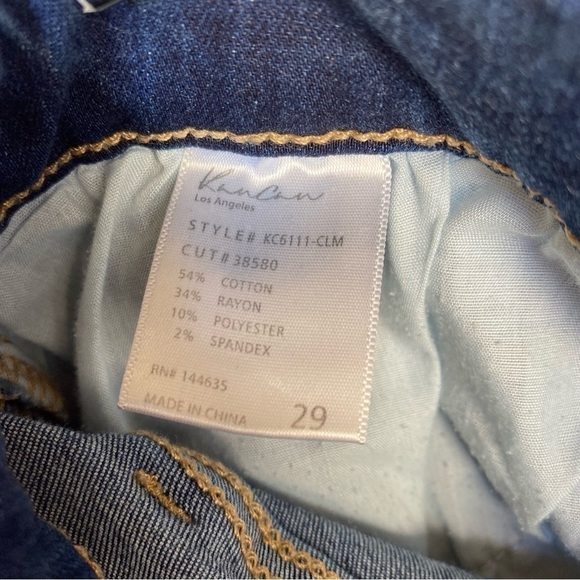 KanCan
Los Angeles
STYLE# KC6111-CLM
CUT# 38580
54% COTTON
34% RAYON
10% POLYESTER
2% SPANDEX
RN# 144635
MADE IN CHINA 29